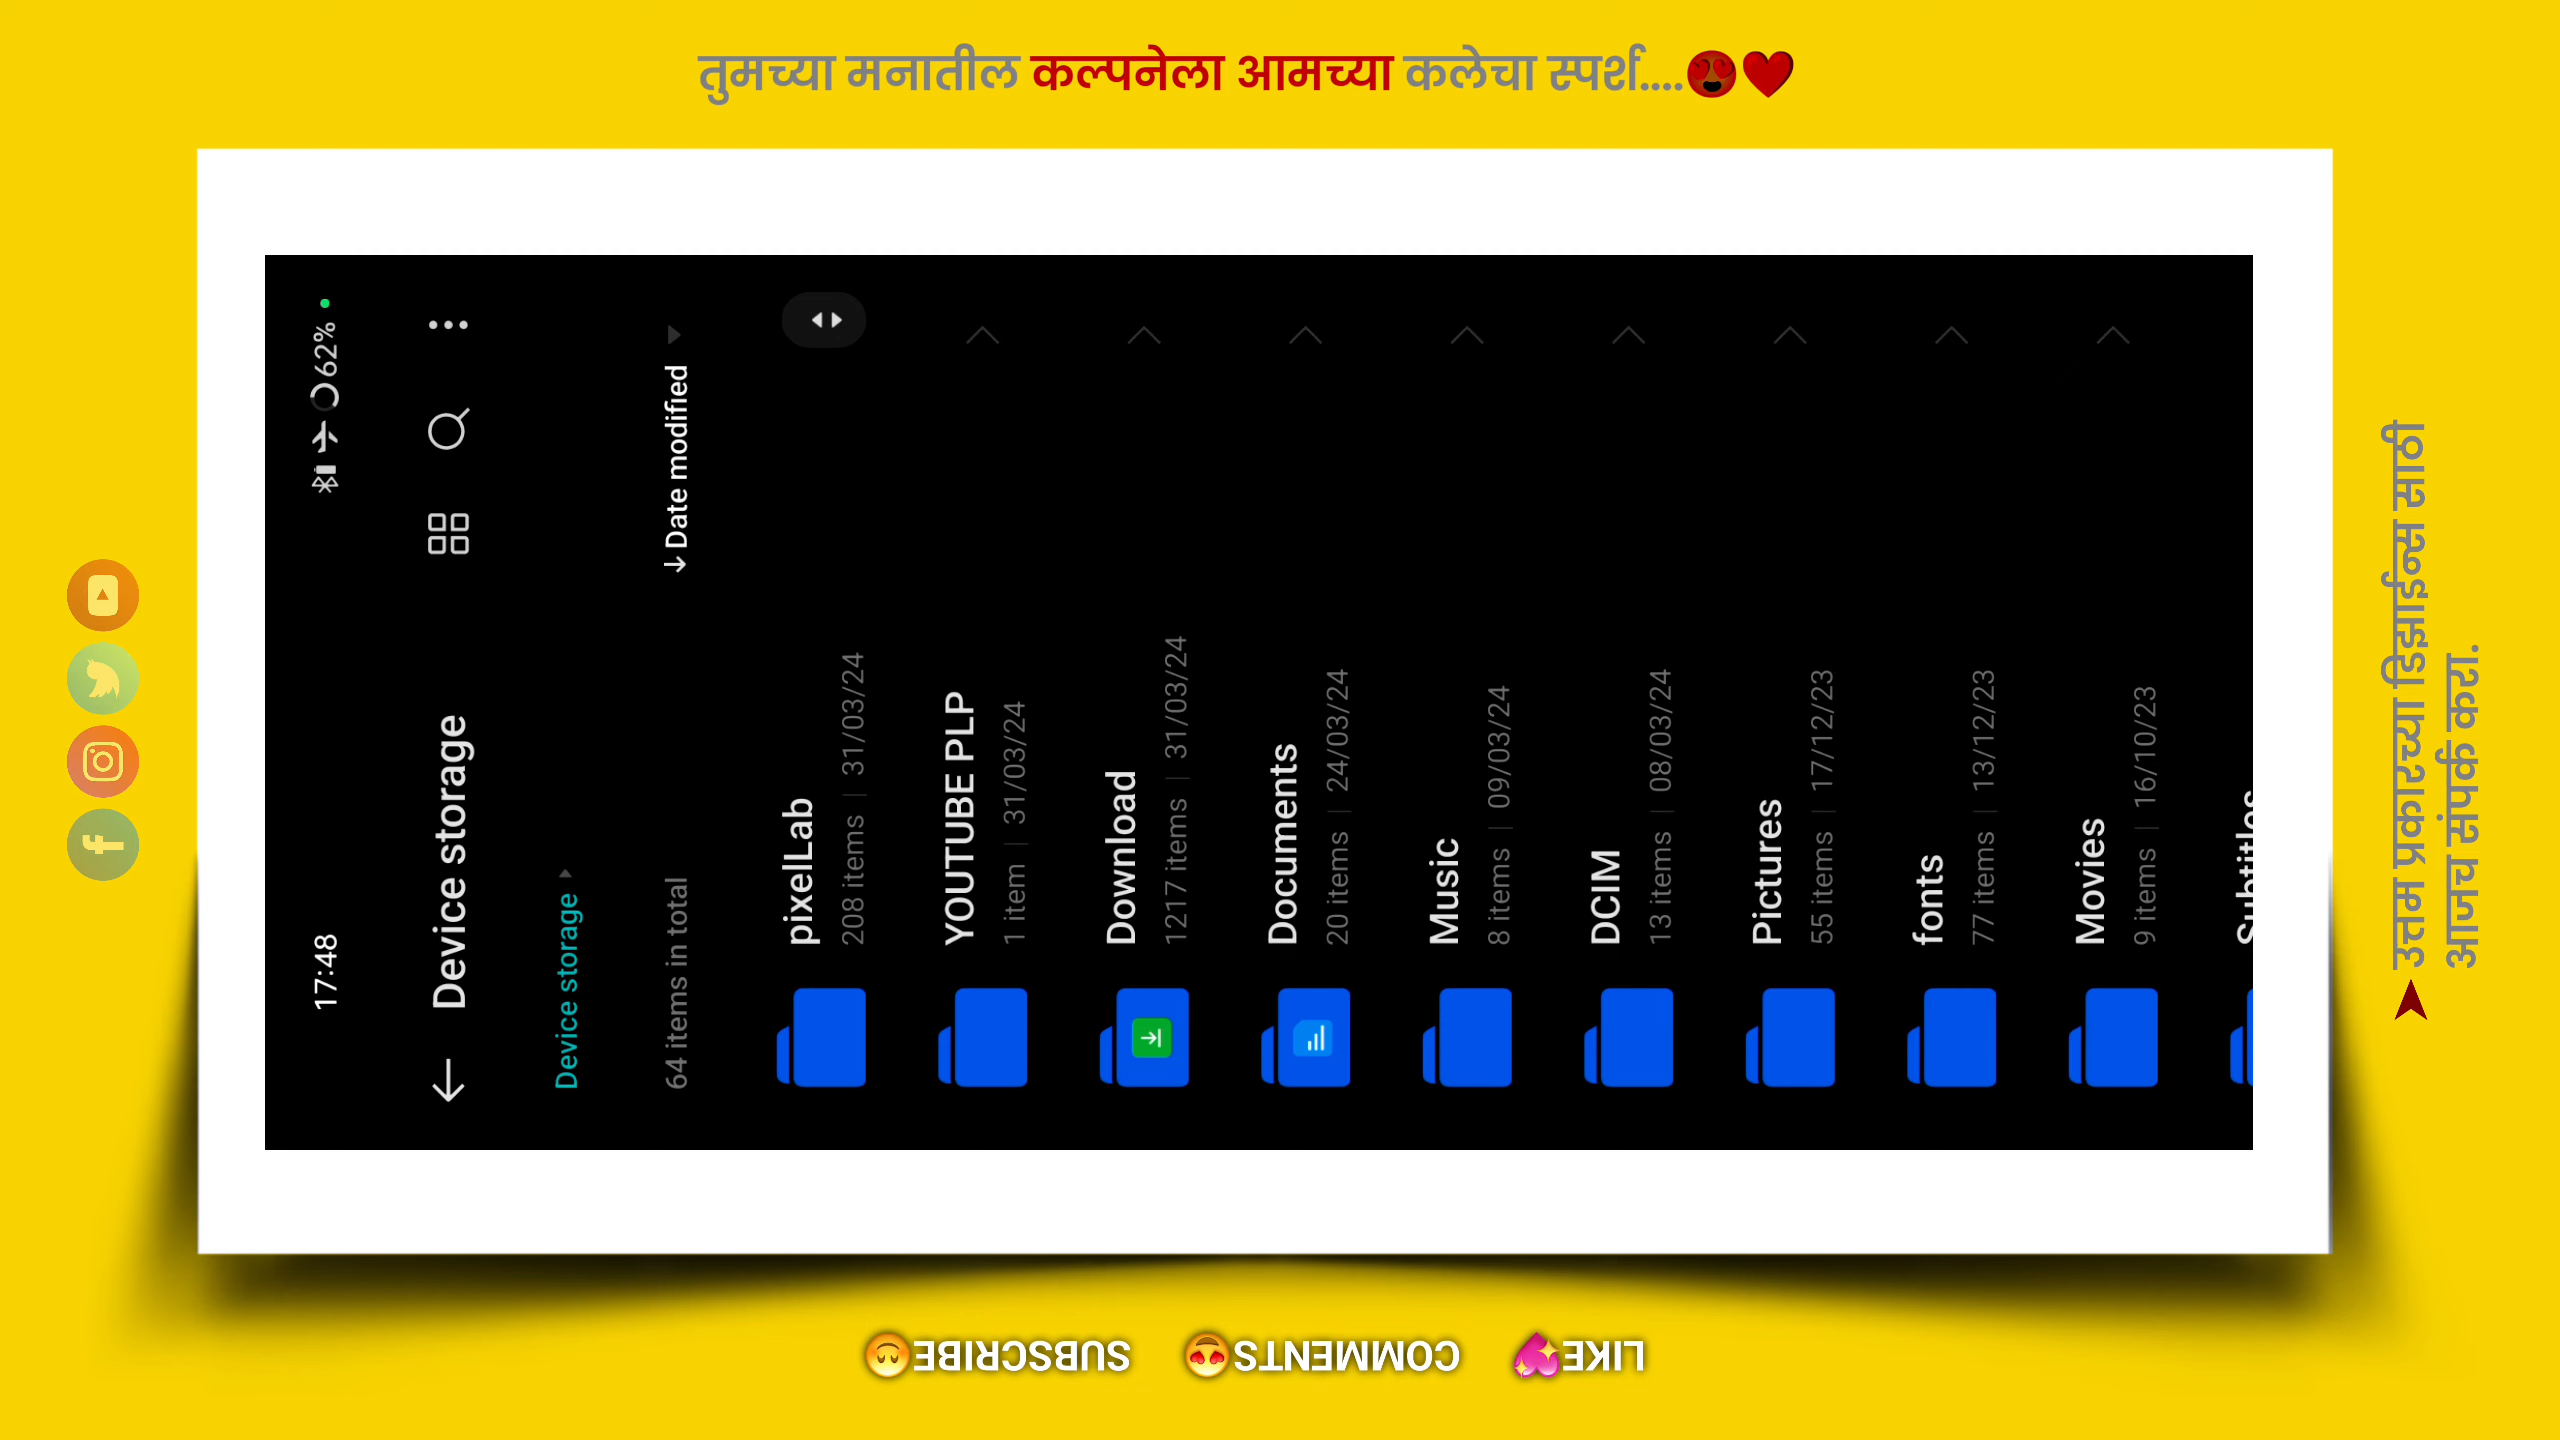 तुमच्या मनातील कल्पनेला आमच्या कलेचा स्पर्श....😍❤️
17:48
62%
Device storage
Device storage
64 items in total
Date modified
pixelLab
208 items | 31/03/24
YOUTUBE PLP
1 item | 31/03/24
Download
1217 items | 31/03/24
Documents
20 items | 24/03/24
Music
8 items | 09/03/24
DCIM
13 items | 08/03/24
Pictures
55 items | 17/12/23
fonts
77 items | 13/12/23
Movies
9 items | 16/10/23
Subtitles
➤ उत्तम प्रकारच्या डिझाईन्स साठी
आजच संपर्क करा.
LIKE💖 COMMENTS😍 SUBSCRIBE🙂